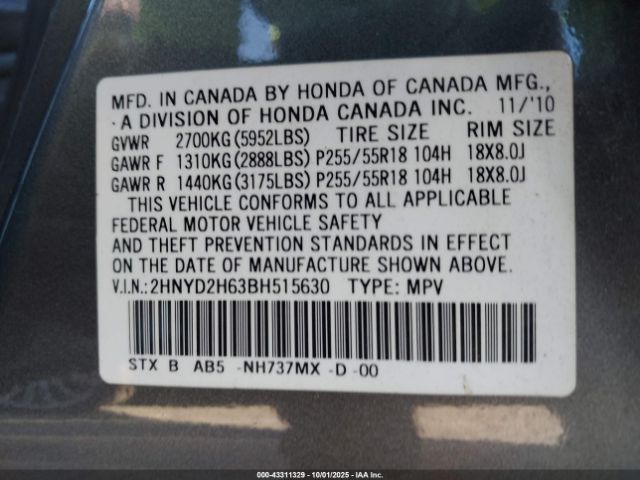 MFD. IN CANADA BY HONDA OF CANADA MFG.,
A DIVISION OF HONDA CANADA INC. 11/'10
GVWR 2700KG(5952LBS) TIRE SIZE RIM SIZE
GAWR F 1310KG(2888LBS) P255/55R18 104H 18X8.0J
GAWR R 1440KG(3175LBS) P255/55R18 104H 18X8.0J
THIS VEHICLE CONFORMS TO ALL APPLICABLE
FEDERAL MOTOR VEHICLE SAFETY
AND THEFT PREVENTION STANDARDS IN EFFECT
ON THE DATE OF MANUFACTURE SHOWN ABOVE.
V.I.N.:2HNYD2H63BH515630 TYPE: MPV
STX B AB5 -NH737MX -D -00
000-43311329 | 10/01/2025 | IAA Inc.